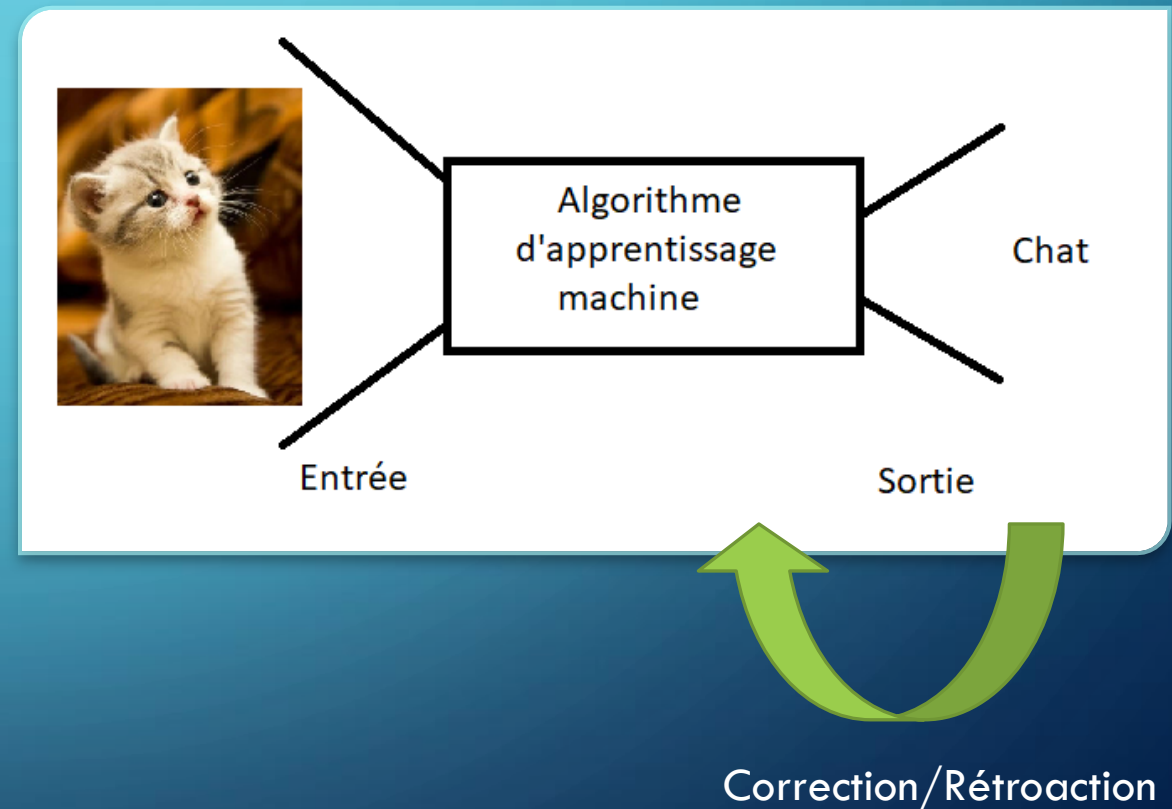 Algorithme
d'apprentissage
machine
Chat
Entrée
Sortie
Correction/Rétroaction